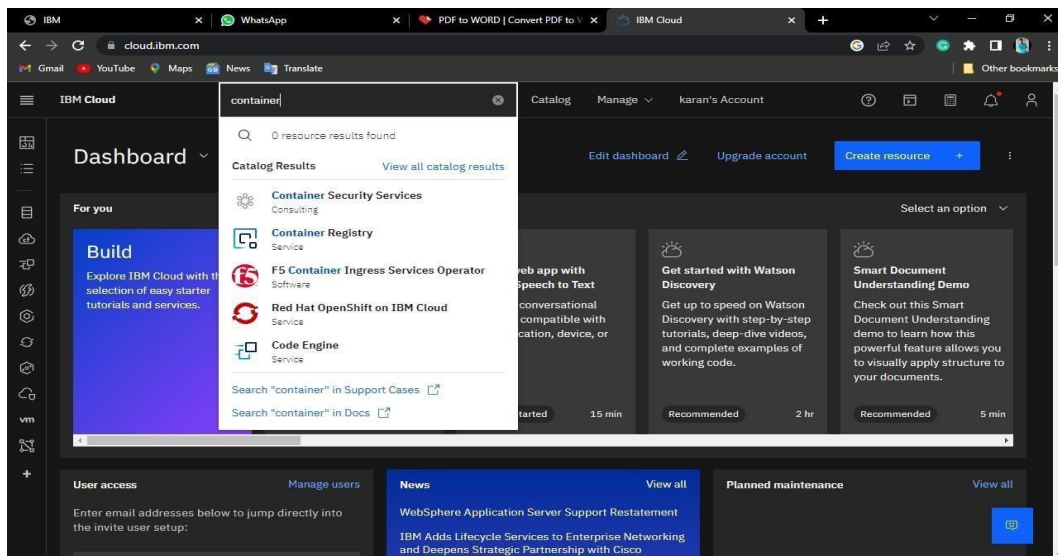 IBM
WhatsApp
PDF to WORD | Convert PDF to W
IBM Cloud
cloud.ibm.com
Gmail
YouTube
Maps
News
Translate
Other bookmarks
IBM Cloud
container
Catalog
Manage
karan's Account
Dashboard
Edit dashboard
Upgrade account
Create resource +
0 resource results found
Catalog Results
View all catalog results
Container Security Services
Consulting
Container Registry
Service
F5 Container Ingress Services Operator
Software
Red Hat OpenShift on IBM Cloud
Service
Code Engine
Service
Search "container" in Support Cases
Search "container" in Docs
For you
Select an option
Build
Explore IBM Cloud with th
selection of easy starter
tutorials and services.
eb app with
Speech to Text
conversational
compatible with
cation, device, or
tarted
15 min
Get started with Watson
Discovery
Get up to speed on Watson
Discovery with step-by-step
tutorials, deep-dive videos,
and complete examples of
working code.
Recommended
2 hr
Smart Document
Understanding Demo
Check out this Smart
Document Understanding
demo to learn how this
powerful feature allows you
to visually apply structure to
your documents.
Recommended
5 min
vm
User access
Manage users
Enter email addresses below to jump directly into
the invite user setup:
News
View all
WebSphere Application Server Support Restatement
IBM Adds Lifecycle Services to Enterprise Networking
and Deepens Strategic Partnership with Cisco
Planned maintenance
View all